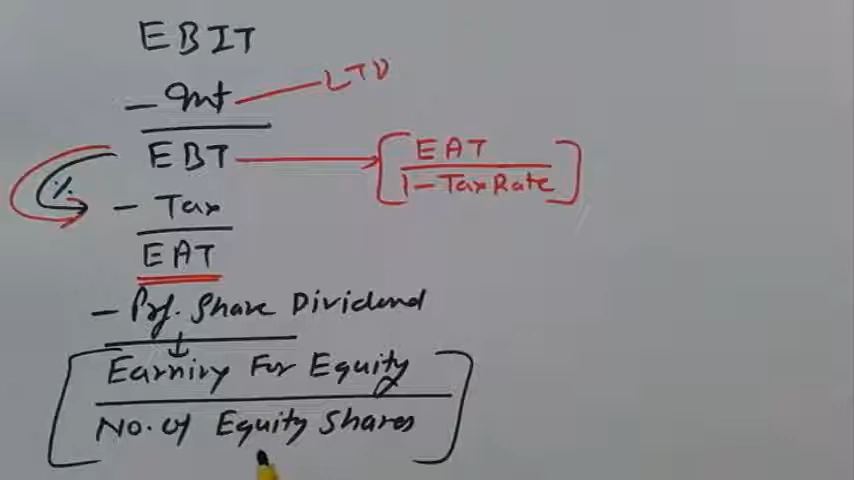 EBIT
- Int LTD
EBT [EAT / 1 - Tax Rate]
%
- Tax
EAT
- Prf. Share Dividend
Earning For Equity
No. of Equity Shares